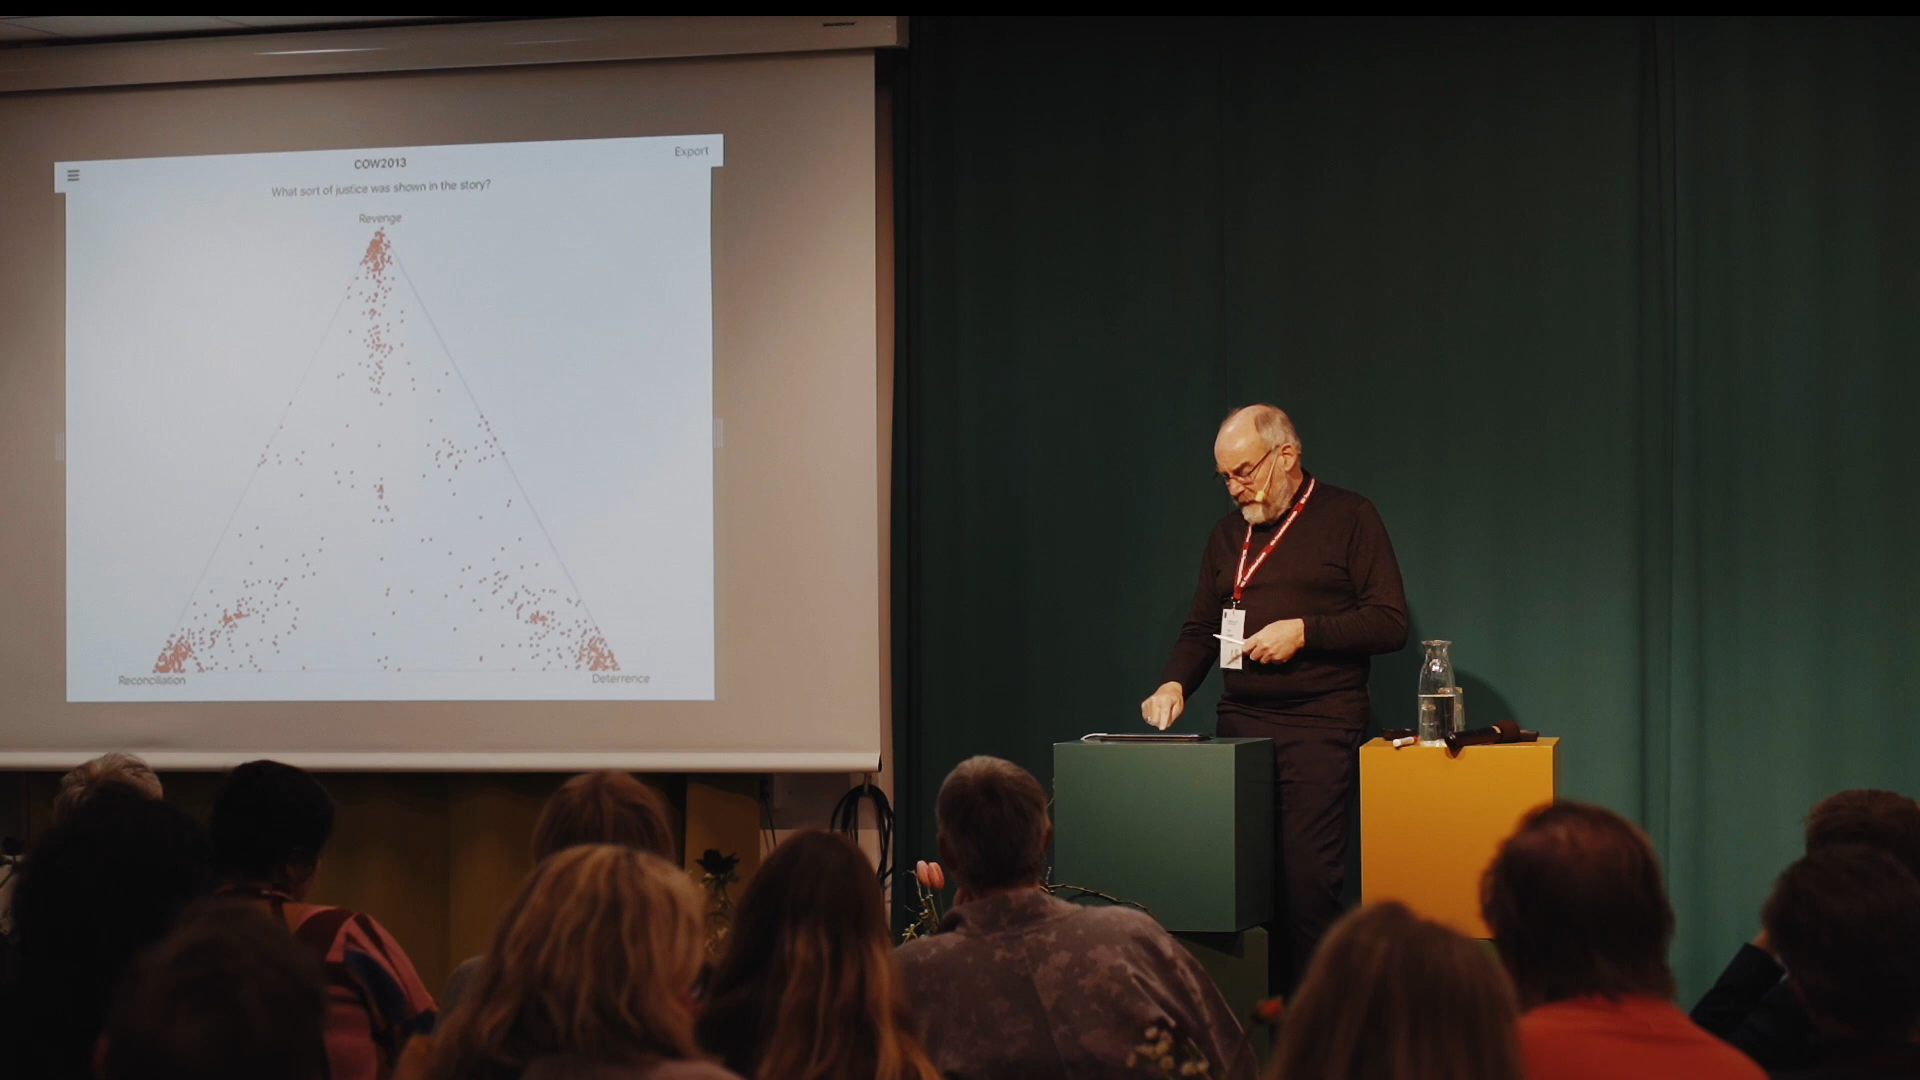 COW2013
Export
What sort of justice was shown in the story?
Revenge
Reconciliation
Deterrence